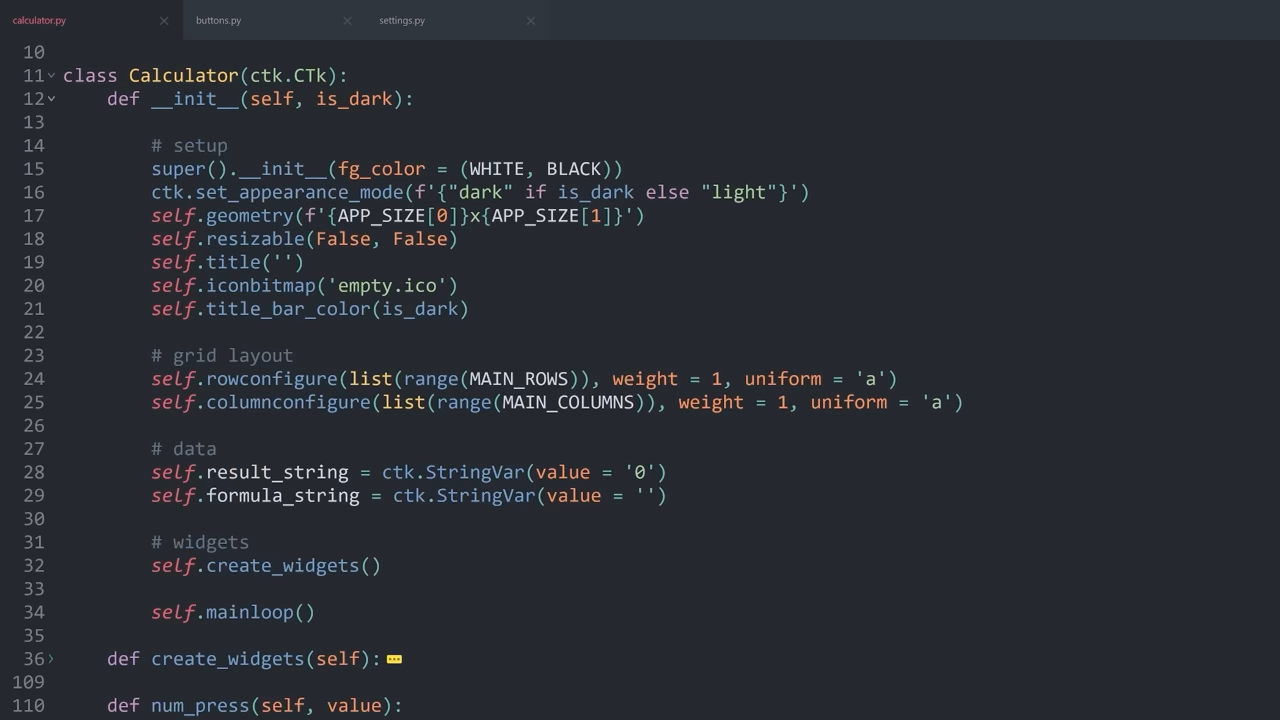 calculator.py × buttons.py × settings.py ×
10
11 class Calculator(ctk.CTk):
12 def __init__(self, is_dark):
13
14 # setup
15 super().__init__(fg_color = (WHITE, BLACK))
16 ctk.set_appearance_mode(f'{"dark" if is_dark else "light"}')
17 self.geometry(f'{APP_SIZE[0]}x{APP_SIZE[1]}')
18 self.resizable(False, False)
19 self.title('')
20 self.iconbitmap('empty.ico')
21 self.title_bar_color(is_dark)
22
23 # grid layout
24 self.rowconfigure(list(range(MAIN_ROWS)), weight = 1, uniform = 'a')
25 self.columnconfigure(list(range(MAIN_COLUMNS)), weight = 1, uniform = 'a')
26
27 # data
28 self.result_string = ctk.StringVar(value = '0')
29 self.formula_string = ctk.StringVar(value = '')
30
31 # widgets
32 self.create_widgets()
33
34 self.mainloop()
35
36 def create_widgets(self):
109
110 def num_press(self, value):